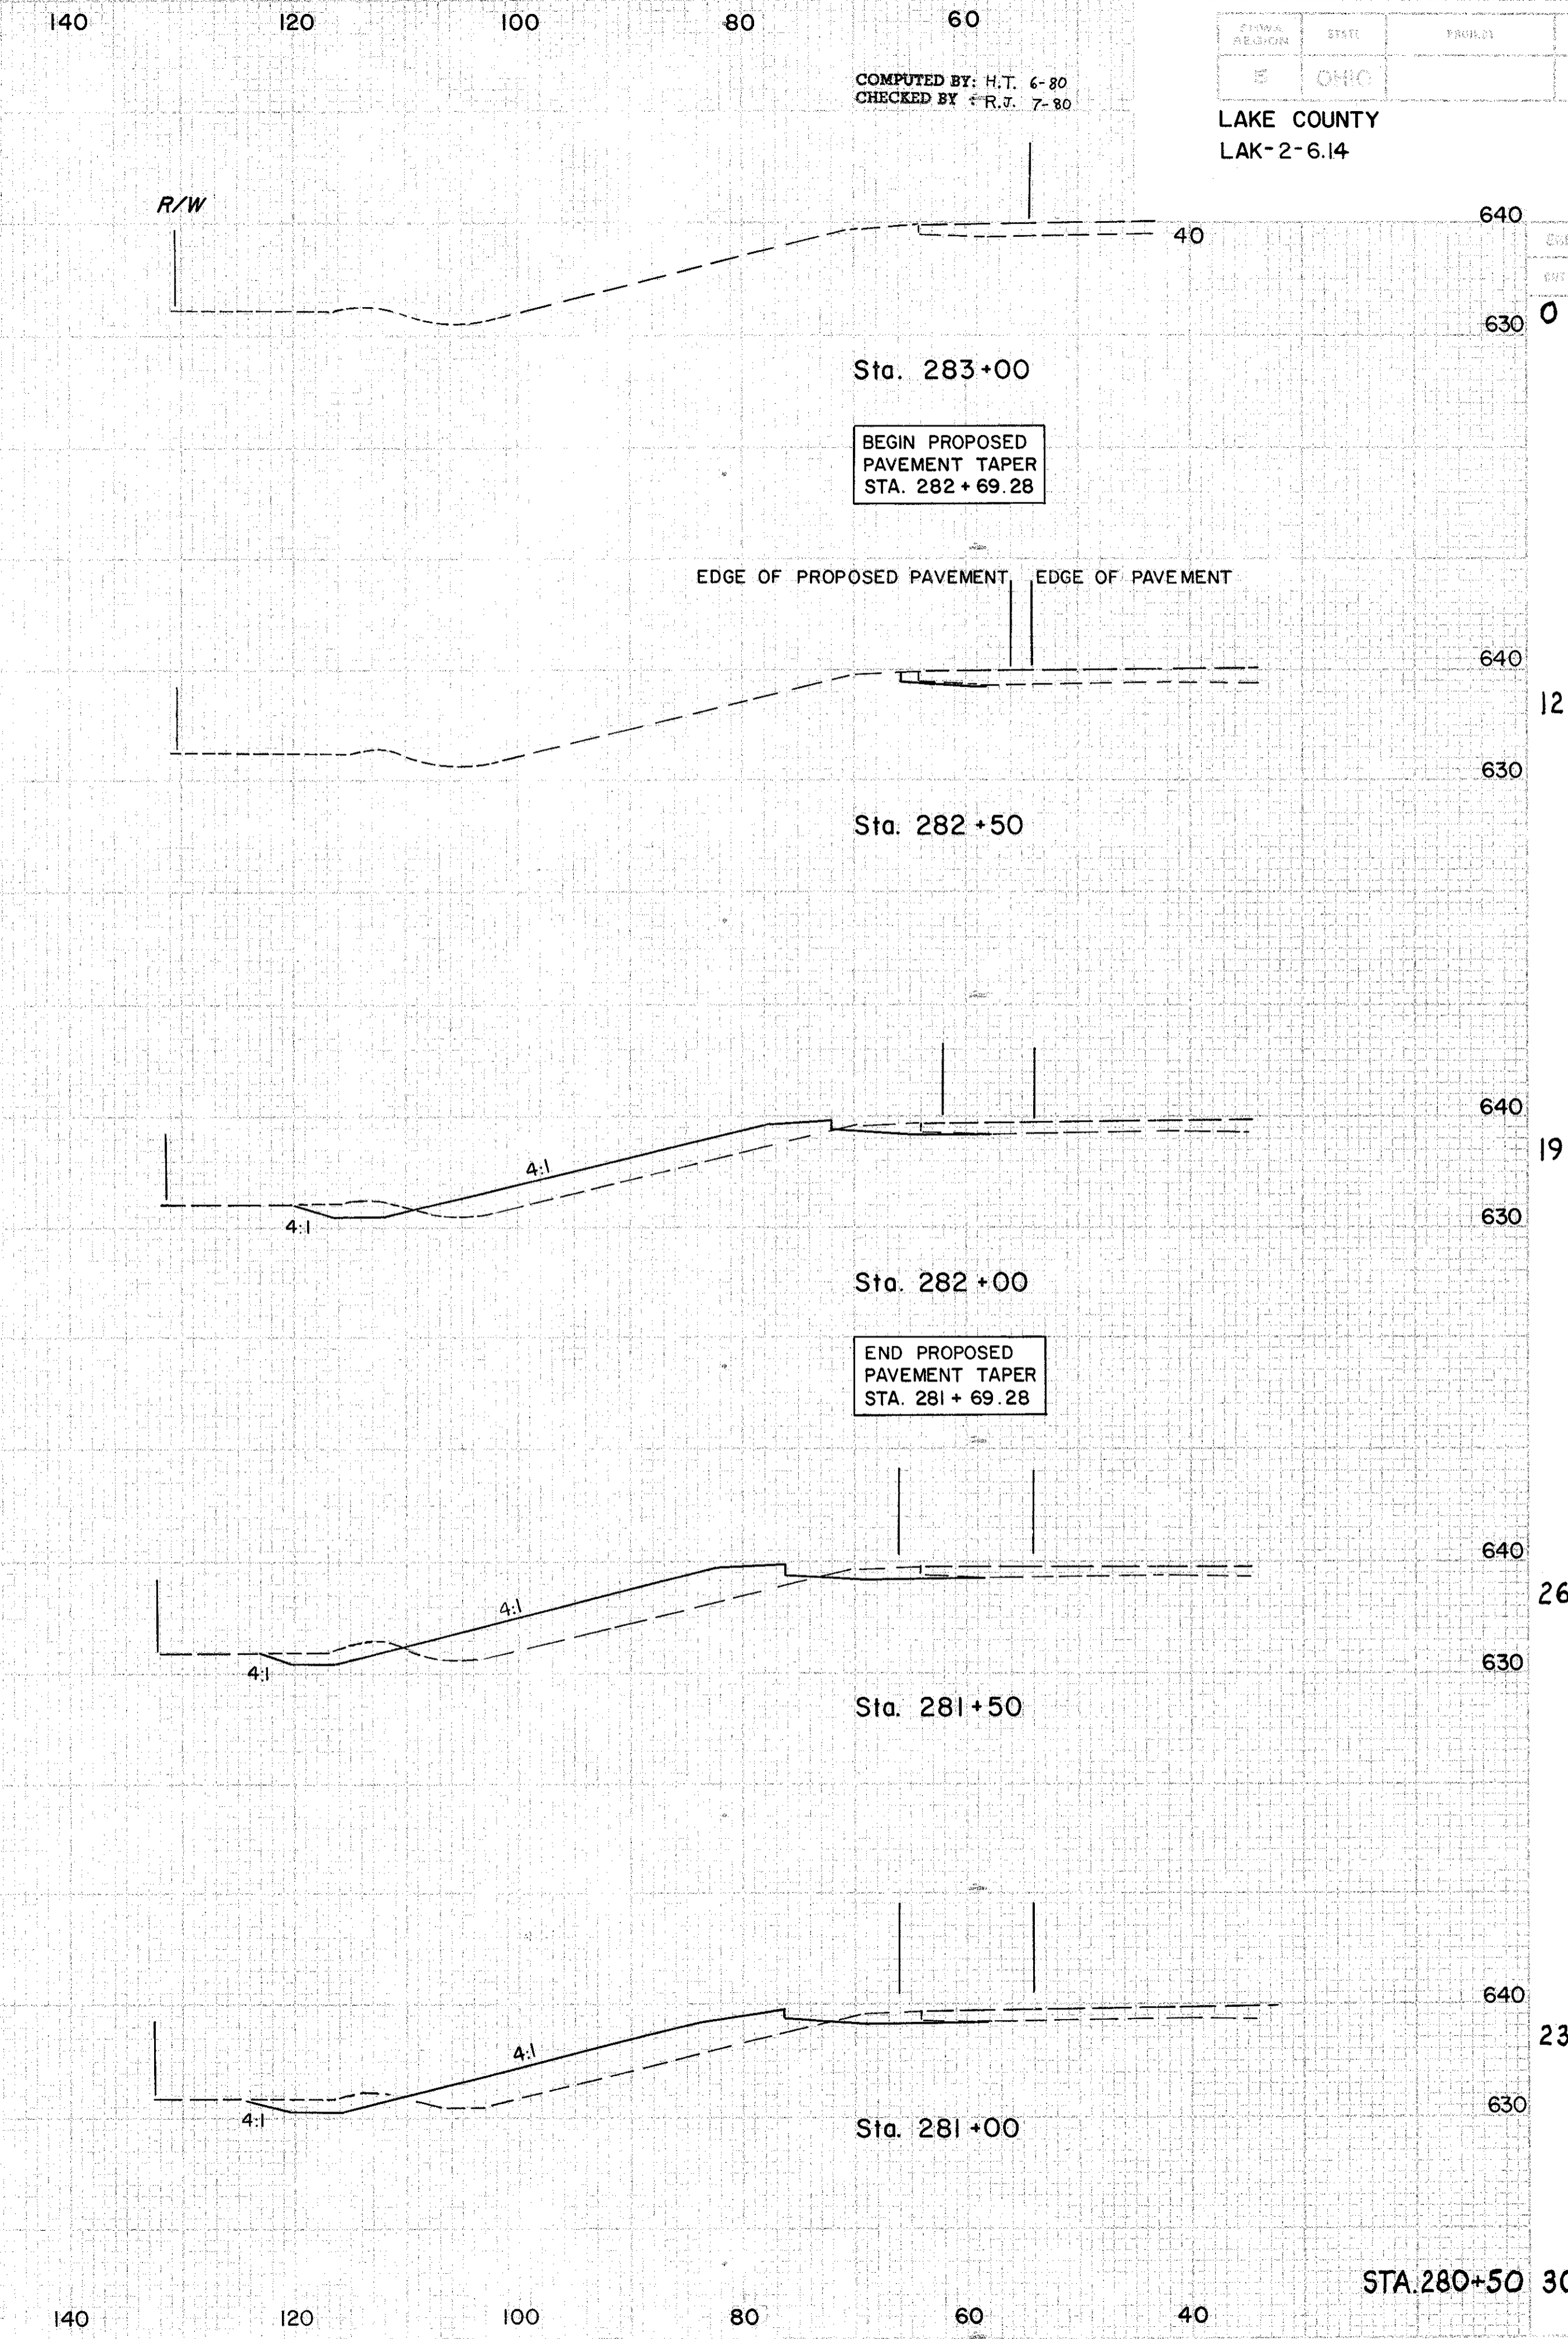 140 120 100 80 60
FHWA REGION STATE PROJECT
5 OHIO
COMPUTED BY: H.T. 6-80
CHECKED BY : R.J. 7-80
LAKE COUNTY
LAK-2-6.14
R/W
640
40
630 0
Sta. 283+00
BEGIN PROPOSED
PAVEMENT TAPER
STA. 282+69.28
EDGE OF PROPOSED PAVEMENT EDGE OF PAVEMENT
640
12
630
Sta. 282+50
640
4:1
19
4:1
630
Sta. 282+00
END PROPOSED
PAVEMENT TAPER
STA. 281+69.28
640
26
4:1
4:1
630
Sta. 281+50
640
23
4:1
4:1
630
Sta. 281+00
STA.280+50 30
140 120 100 80 60 40